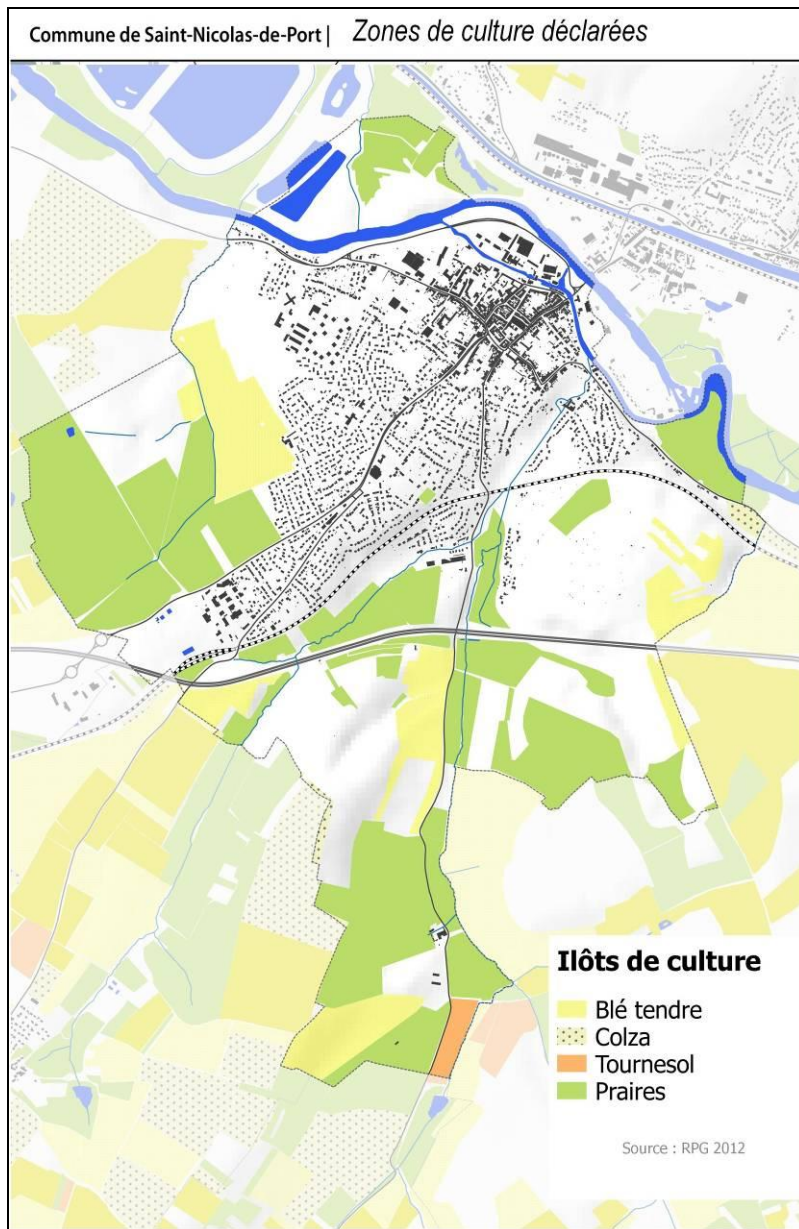 Commune de Saint-Nicolas-de-Port | Zones de culture déclarées
Ilôts de culture
Blé tendre
Colza
Tournesol
Praires
Source : RPG 2012